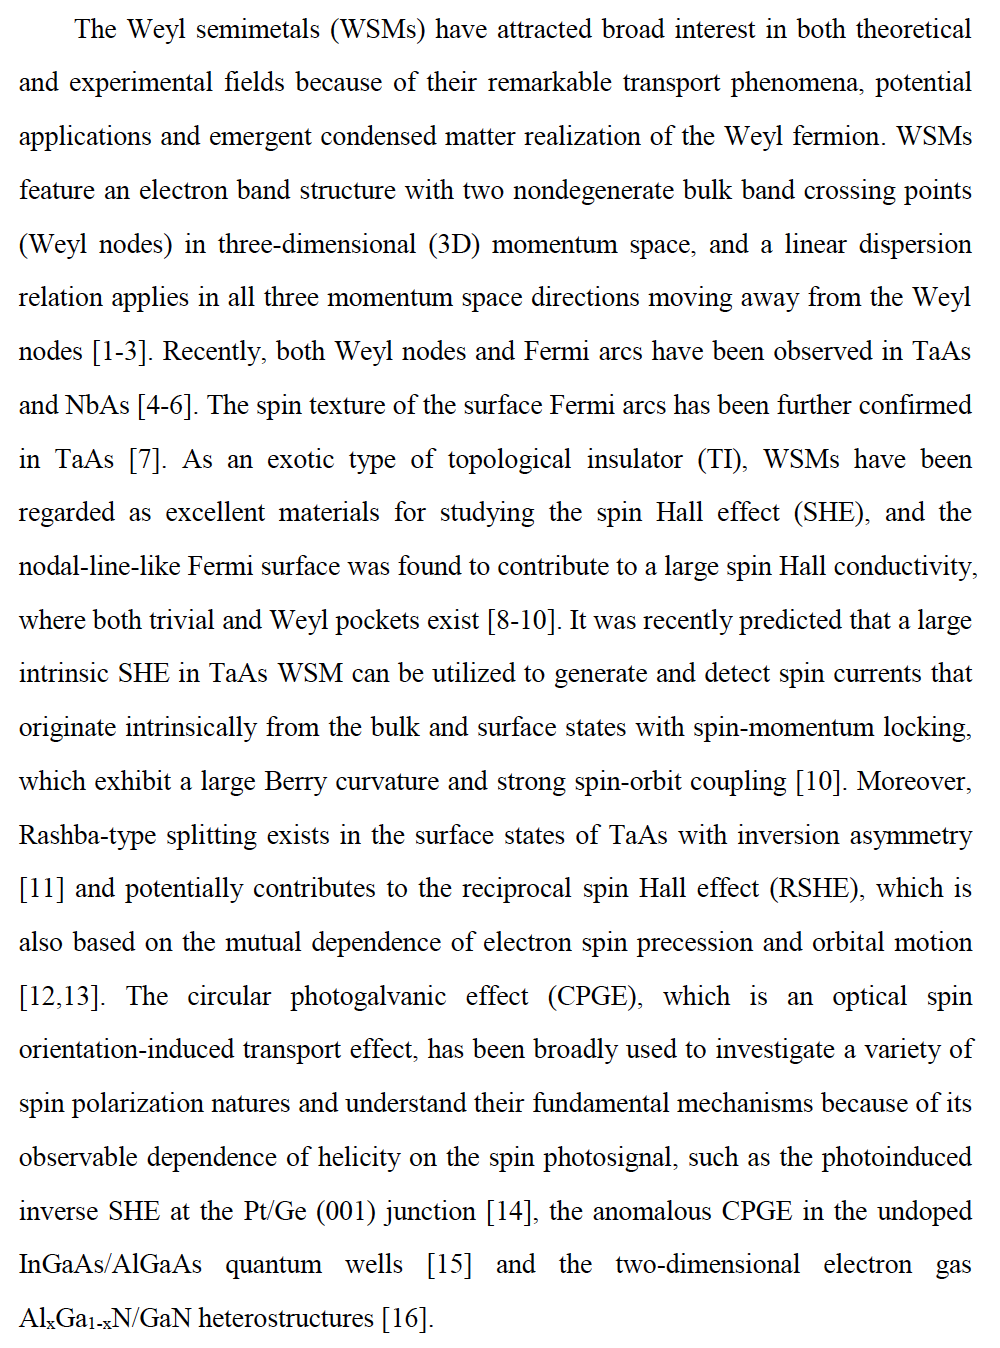 The Weyl semimetals (WSMs) have attracted broad interest in both theoretical
and experimental fields because of their remarkable transport phenomena, potential
applications and emergent condensed matter realization of the Weyl fermion. WSMs
feature an electron band structure with two nondegenerate bulk band crossing points
(Weyl nodes) in three-dimensional (3D) momentum space, and a linear dispersion
relation applies in all three momentum space directions moving away from the Weyl
nodes [1-3]. Recently, both Weyl nodes and Fermi arcs have been observed in TaAs
and NbAs [4-6]. The spin texture of the surface Fermi arcs has been further confirmed
in TaAs [7]. As an exotic type of topological insulator (TI), WSMs have been
regarded as excellent materials for studying the spin Hall effect (SHE), and the
nodal-line-like Fermi surface was found to contribute to a large spin Hall conductivity,
where both trivial and Weyl pockets exist [8-10]. It was recently predicted that a large
intrinsic SHE in TaAs WSM can be utilized to generate and detect spin currents that
originate intrinsically from the bulk and surface states with spin-momentum locking,
which exhibit a large Berry curvature and strong spin-orbit coupling [10]. Moreover,
Rashba-type splitting exists in the surface states of TaAs with inversion asymmetry
[11] and potentially contributes to the reciprocal spin Hall effect (RSHE), which is
also based on the mutual dependence of electron spin precession and orbital motion
[12,13]. The circular photogalvanic effect (CPGE), which is an optical spin
orientation-induced transport effect, has been broadly used to investigate a variety of
spin polarization natures and understand their fundamental mechanisms because of its
observable dependence of helicity on the spin photosignal, such as the photoinduced
inverse SHE at the Pt/Ge (001) junction [14], the anomalous CPGE in the undoped
InGaAs/AlGaAs quantum wells [15] and the two-dimensional electron gas
AlₓGa₁₋ₓN/GaN heterostructures [16].